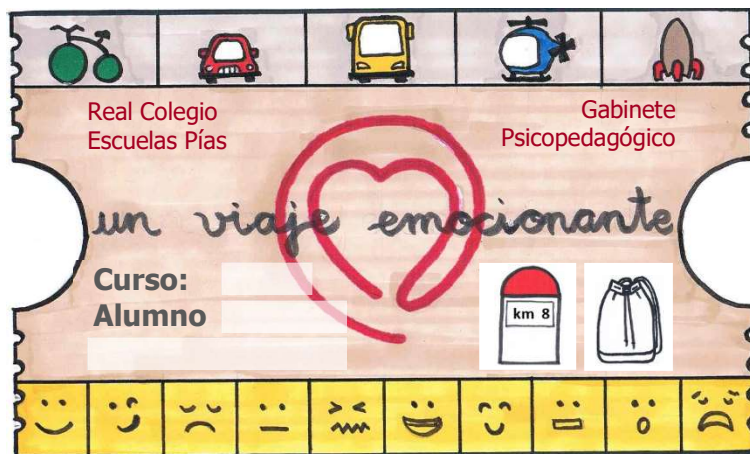 Real Colegio
Escuelas Pías
Gabinete
Psicopedagógico
un viaje emocionante
Curso:
Alumno
km 8